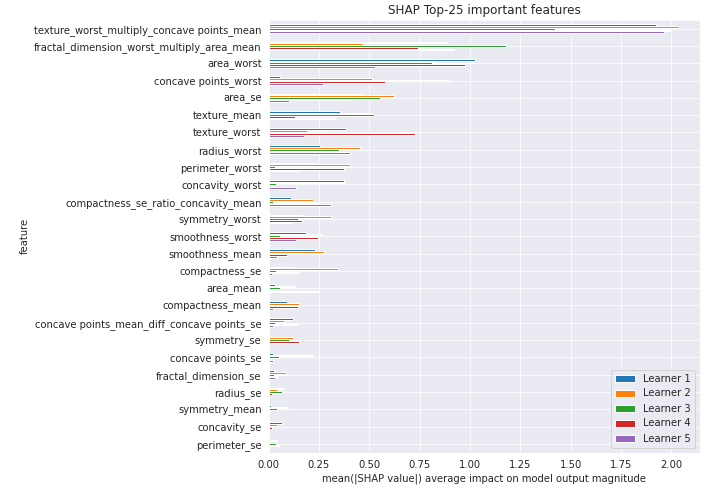 SHAP Top-25 important features
texture_worst_multiply_concave points_mean
fractal_dimension_worst_multiply_area_mean
area_worst
concave points_worst
area_se
texture_mean
texture_worst
radius_worst
perimeter_worst
concavity_worst
compactness_se_ratio_concavity_mean
symmetry_worst
smoothness_worst
smoothness_mean
compactness_se
area_mean
compactness_mean
concave points_mean_diff_concave points_se
symmetry_se
concave points_se
fractal_dimension_se
radius_se
symmetry_mean
concavity_se
perimeter_se
feature
Learner 1
Learner 2
Learner 3
Learner 4
Learner 5
0.00 0.25 0.50 0.75 1.00 1.25 1.50 1.75 2.00
mean(|SHAP value|) average impact on model output magnitude